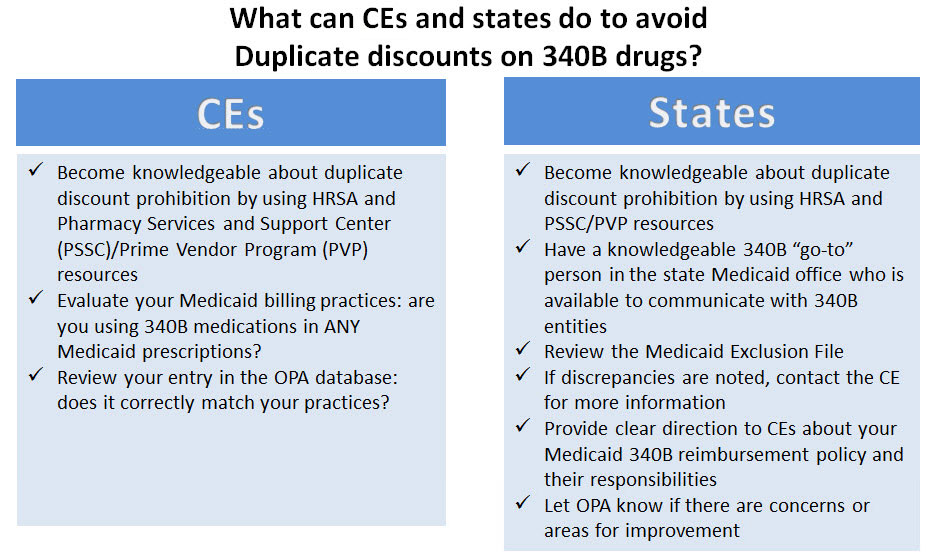 What can CEs and states do to avoid
Duplicate discounts on 340B drugs?
CEs
✓ Become knowledgeable about duplicate
discount prohibition by using HRSA and
Pharmacy Services and Support Center
(PSSC)/Prime Vendor Program (PVP)
resources
✓ Evaluate your Medicaid billing practices: are
you using 340B medications in ANY
Medicaid prescriptions?
✓ Review your entry in the OPA database:
does it correctly match your practices?
States
✓ Become knowledgeable about duplicate
discount prohibition by using HRSA and
PSSC/PVP resources
✓ Have a knowledgeable 340B “go-to”
person in the state Medicaid office who is
available to communicate with 340B
entities
✓ Review the Medicaid Exclusion File
✓ If discrepancies are noted, contact the CE
for more information
✓ Provide clear direction to CEs about your
Medicaid 340B reimbursement policy and
their responsibilities
✓ Let OPA know if there are concerns or
areas for improvement